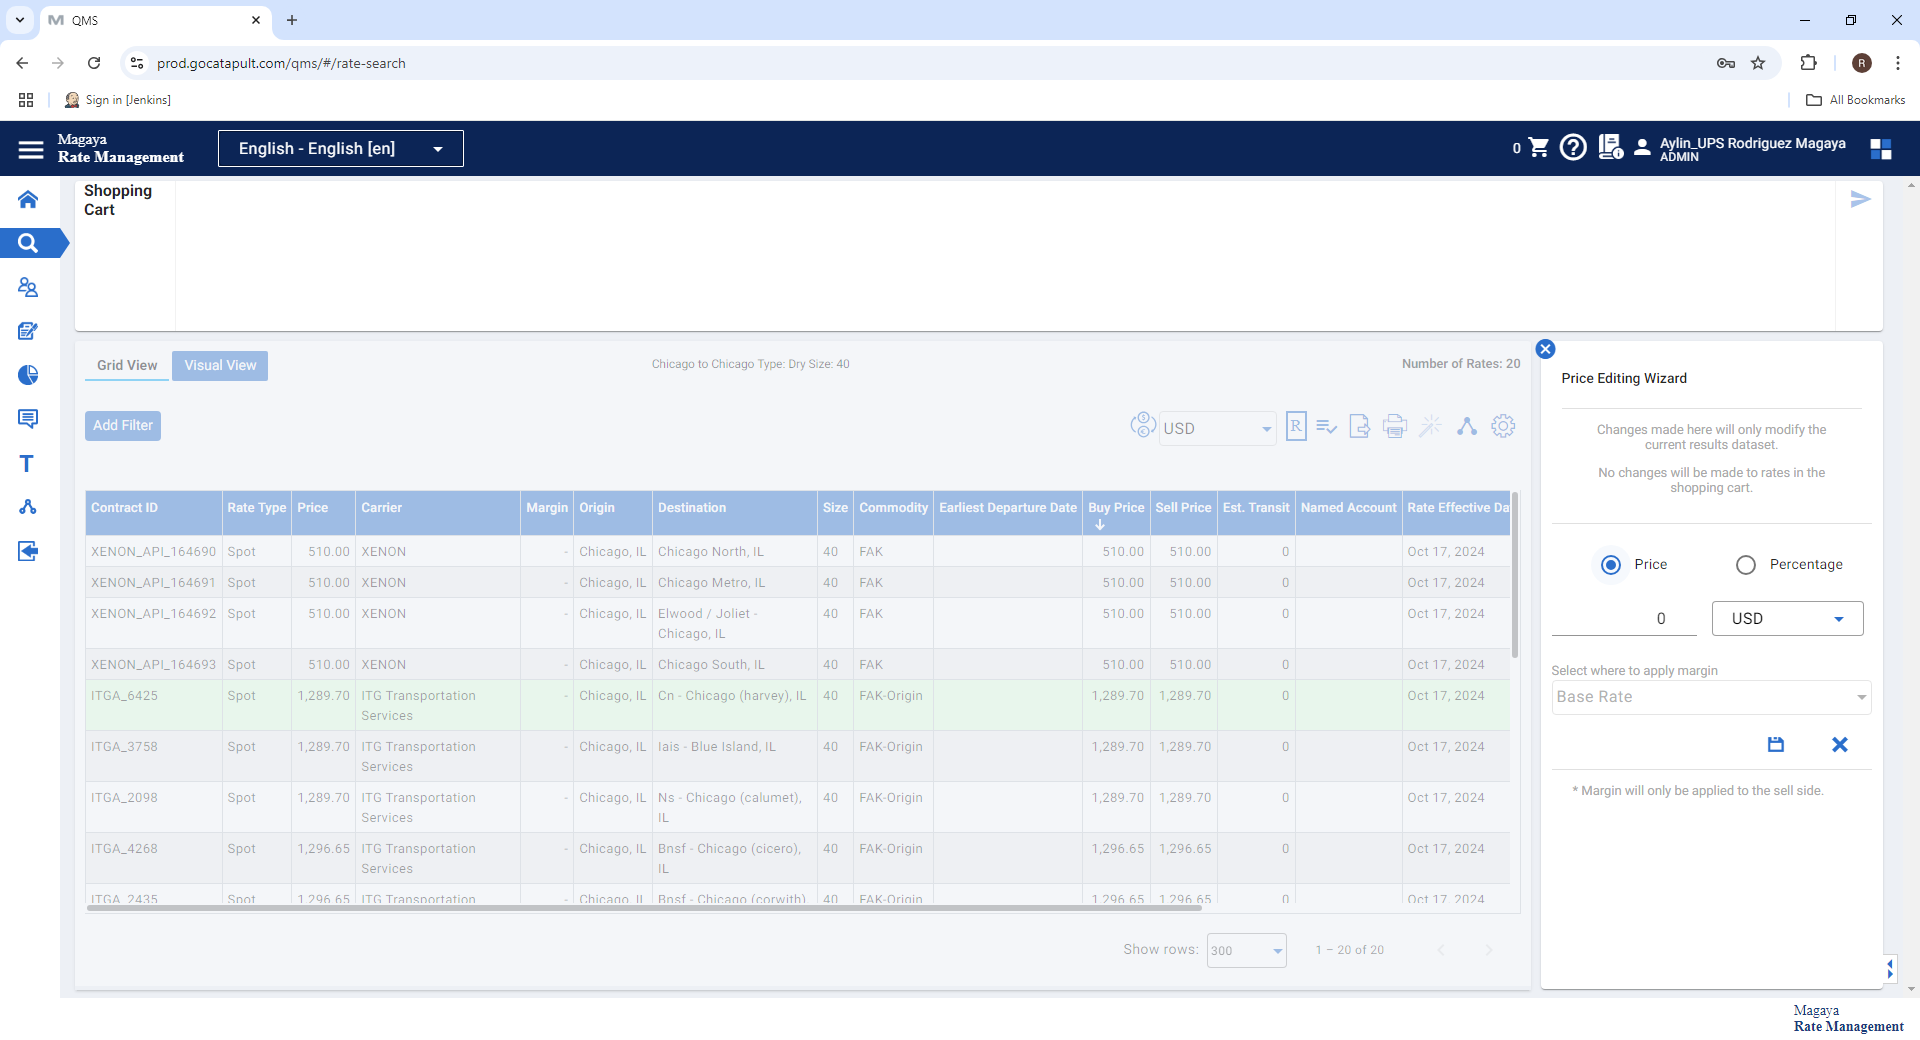 QMS
prod.gocatapult.com/qms/#/rate-search
R
Sign in [Jenkins]
All Bookmarks
Magaya
Rate Management
English - English [en]
0
Aylin_UPS Rodriguez Magaya
ADMIN
Shopping
Cart
Grid View
Visual View
Chicago to Chicago Type: Dry Size: 40
Number of Rates: 20
Add Filter
USD
R
Contract ID Rate Type Price Carrier Margin Origin Destination Size Commodity Earliest Departure Date Buy Price Sell Price Est. Transit Named Account Rate Effective Da
XENON_API_164690 Spot 510.00 XENON - Chicago, IL Chicago North, IL 40 FAK 510.00 510.00 0 Oct 17, 2024
XENON_API_164691 Spot 510.00 XENON - Chicago, IL Chicago Metro, IL 40 FAK 510.00 510.00 0 Oct 17, 2024
XENON_API_164692 Spot 510.00 XENON - Chicago, IL Elwood / Joliet - 40 FAK 510.00 510.00 0 Oct 17, 2024
Chicago, IL
XENON_API_164693 Spot 510.00 XENON - Chicago, IL Chicago South, IL 40 FAK 510.00 510.00 0 Oct 17, 2024
ITGA_6425 Spot 1,289.70 ITG Transportation - Chicago, IL Cn - Chicago (harvey), IL 40 FAK-Origin 1,289.70 1,289.70 0 Oct 17, 2024
Services
ITGA_3758 Spot 1,289.70 ITG Transportation - Chicago, IL Iais - Blue Island, IL 40 FAK-Origin 1,289.70 1,289.70 0 Oct 17, 2024
Services
ITGA_2098 Spot 1,289.70 ITG Transportation - Chicago, IL Ns - Chicago (calumet), 40 FAK-Origin 1,289.70 1,289.70 0 Oct 17, 2024
Services IL
ITGA_4268 Spot 1,296.65 ITG Transportation - Chicago, IL Bnsf - Chicago (cicero), 40 FAK-Origin 1,296.65 1,296.65 0 Oct 17, 2024
Services IL
ITGA_2435 Spot 1,296.65 ITG Transportation - Chicago, IL Bnsf - Chicago (corwith) 40 FAK-Origin 1,296.65 1,296.65 0 Oct 17, 2024
Show rows: 300 1 – 20 of 20
Price Editing Wizard
Changes made here will only modify the
current results dataset.
No changes will be made to rates in the
shopping cart.
Price
Percentage
0
USD
Select where to apply margin
Base Rate
* Margin will only be applied to the sell side.
Magaya
Rate Management